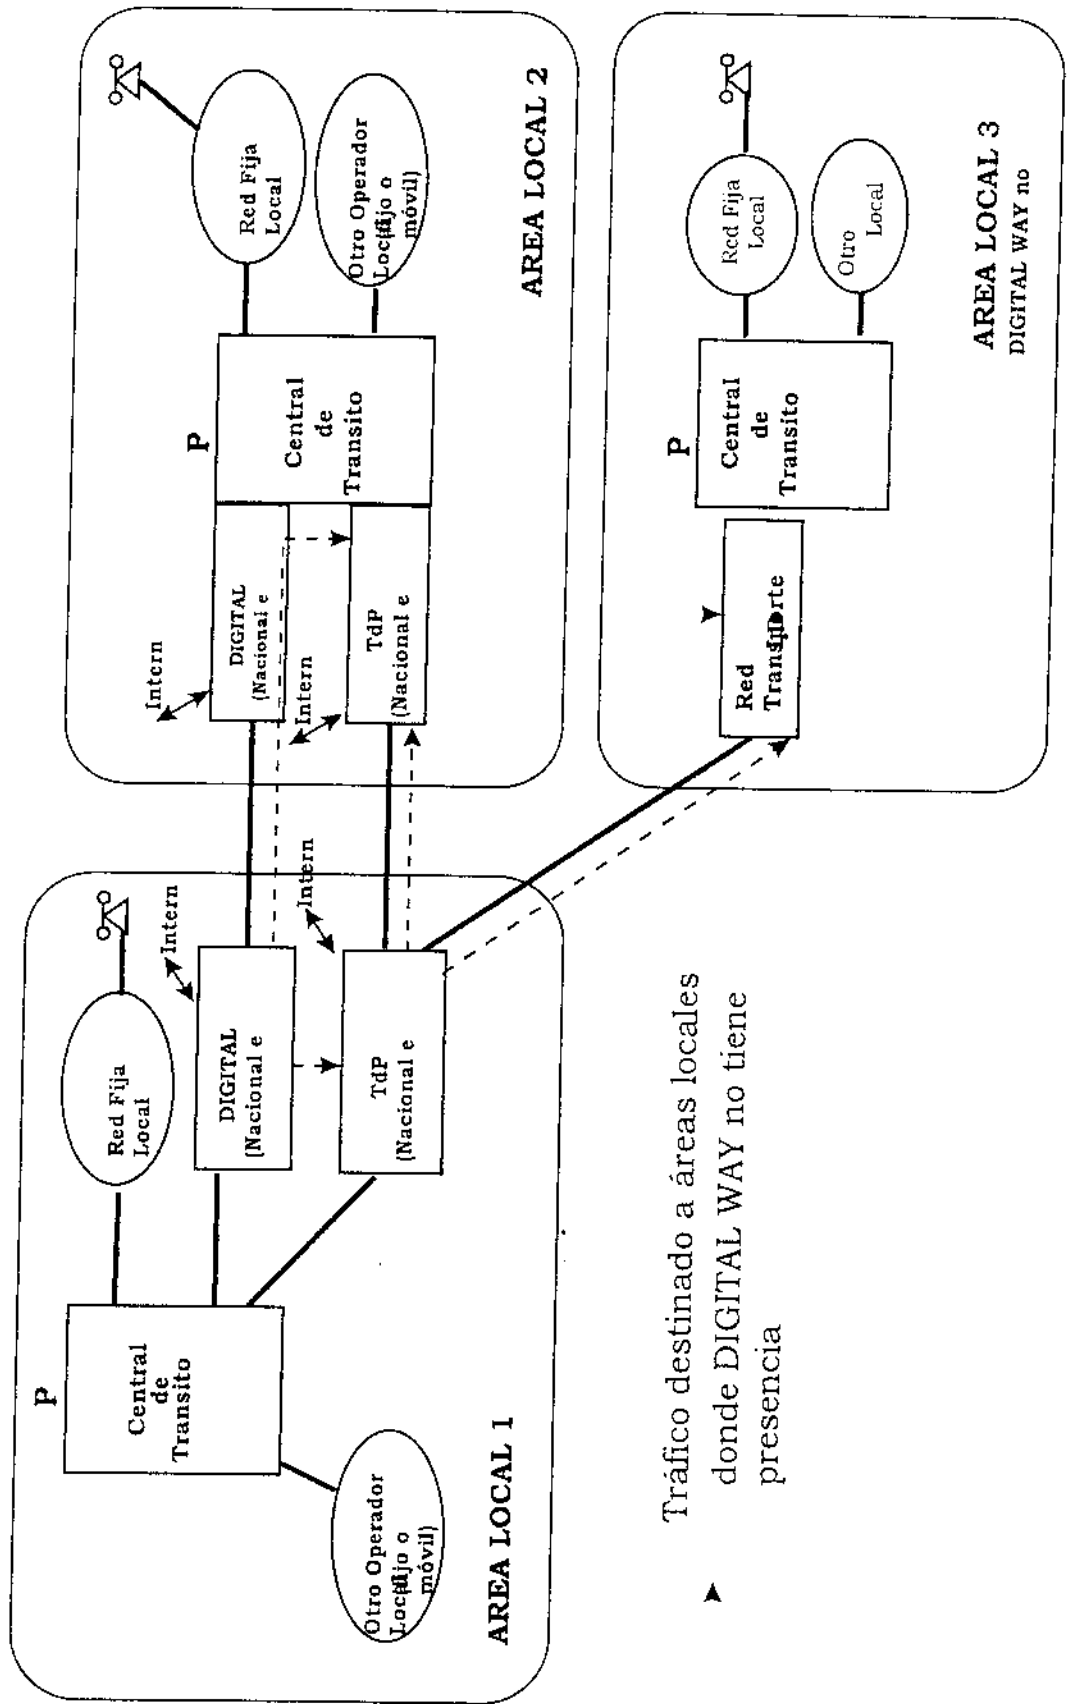 P
Central
de
Transito
Red Fija
Local
Otro Operador
móvil)
DIGITAL
(Nacional e
TdP
(Nacional e
Intern
Intern
AREA LOCAL 1
Intern
Intern
DIGITAL
(Nacional e
TdP
(Nacional e
P
Central
de
Transito
Red Fija
Local
Otro Operador
móvil)
AREA LOCAL 2
Red
P
Central
de
Transito
Red Fija
Local
Otro
Local
AREA LOCAL 3
DIGITAL WAY no
Tráfico destinado a áreas locales
donde DIGITAL WAY no tiene
presencia